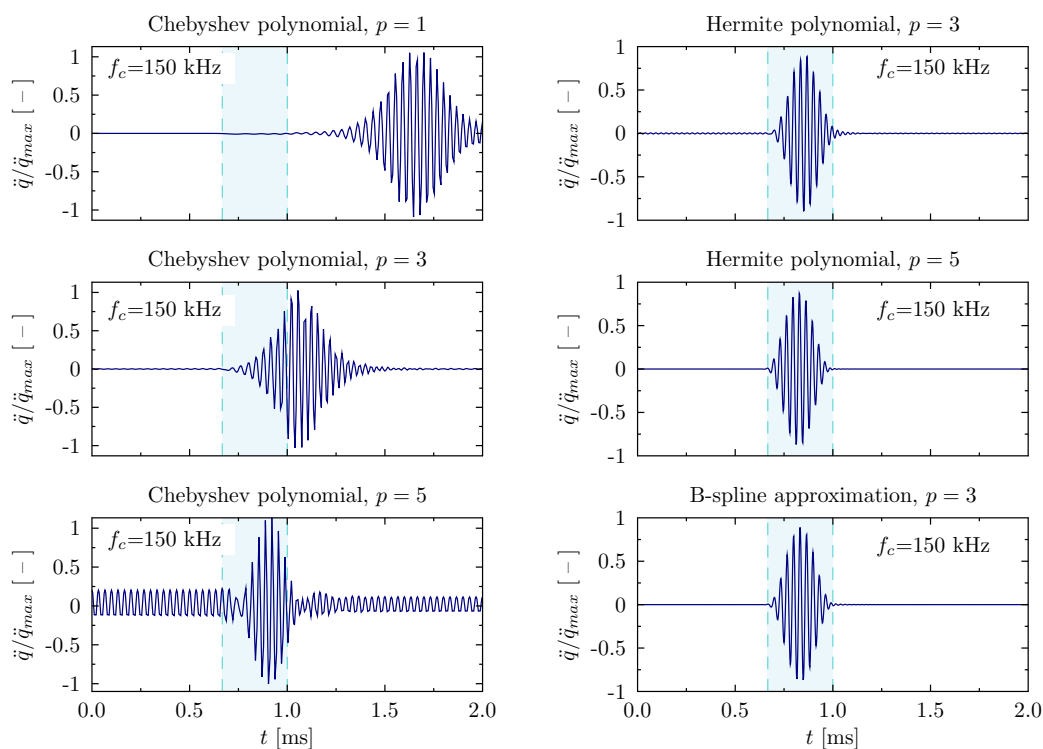 Chebyshev polynomial, p = 1
f_c=150 kHz
q̈/q̈_max [ − ]
1
0.5
0
-0.5
-1
Hermite polynomial, p = 3
f_c=150 kHz
q̈/q̈_max [ − ]
1
0.5
0
-0.5
-1
Chebyshev polynomial, p = 3
f_c=150 kHz
q̈/q̈_max [ − ]
1
0.5
0
-0.5
-1
Hermite polynomial, p = 5
f_c=150 kHz
q̈/q̈_max [ − ]
1
0.5
0
-0.5
-1
Chebyshev polynomial, p = 5
f_c=150 kHz
q̈/q̈_max [ − ]
1
0.5
0
-0.5
-1
0.0 0.5 1.0 1.5 2.0
t [ms]
B-spline approximation, p = 3
f_c=150 kHz
q̈/q̈_max [ − ]
1
0.5
0
-0.5
-1
0.0 0.5 1.0 1.5 2.0
t [ms]